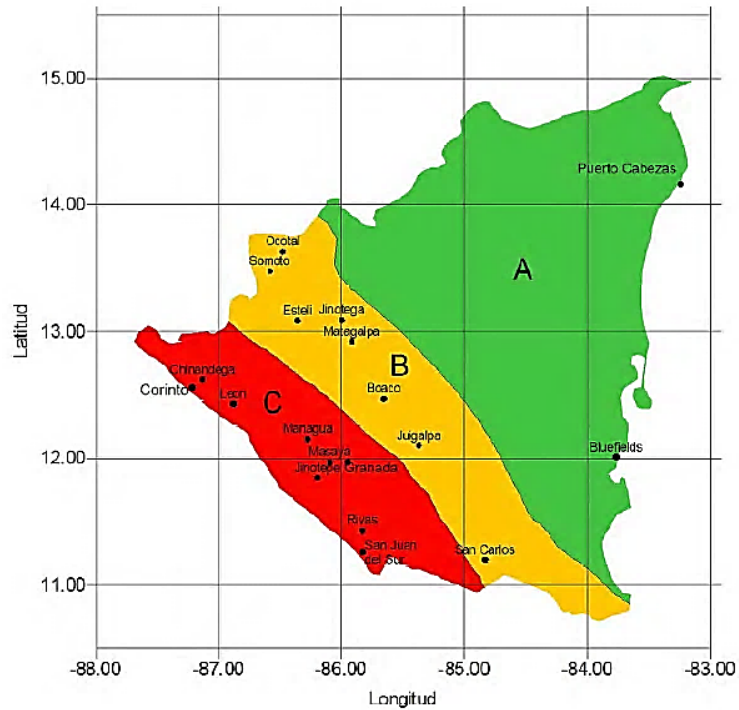 15.00
Puerto Cabezas
14.00
Ocotal
Somoto
A
Esteli
Jinotega
13.00
Matagalpa
B
Chinandega
Boaco
Corinto
Leon
C
Managua
Juigalpa
Masaya
Bluefields
12.00
Jinotepe
Granada
Rivas
San Juan
del Sur
San Carlos
11.00
Latitud
-88.00
-87.00
-86.00
-85.00
-84.00
-83.00
Longitud